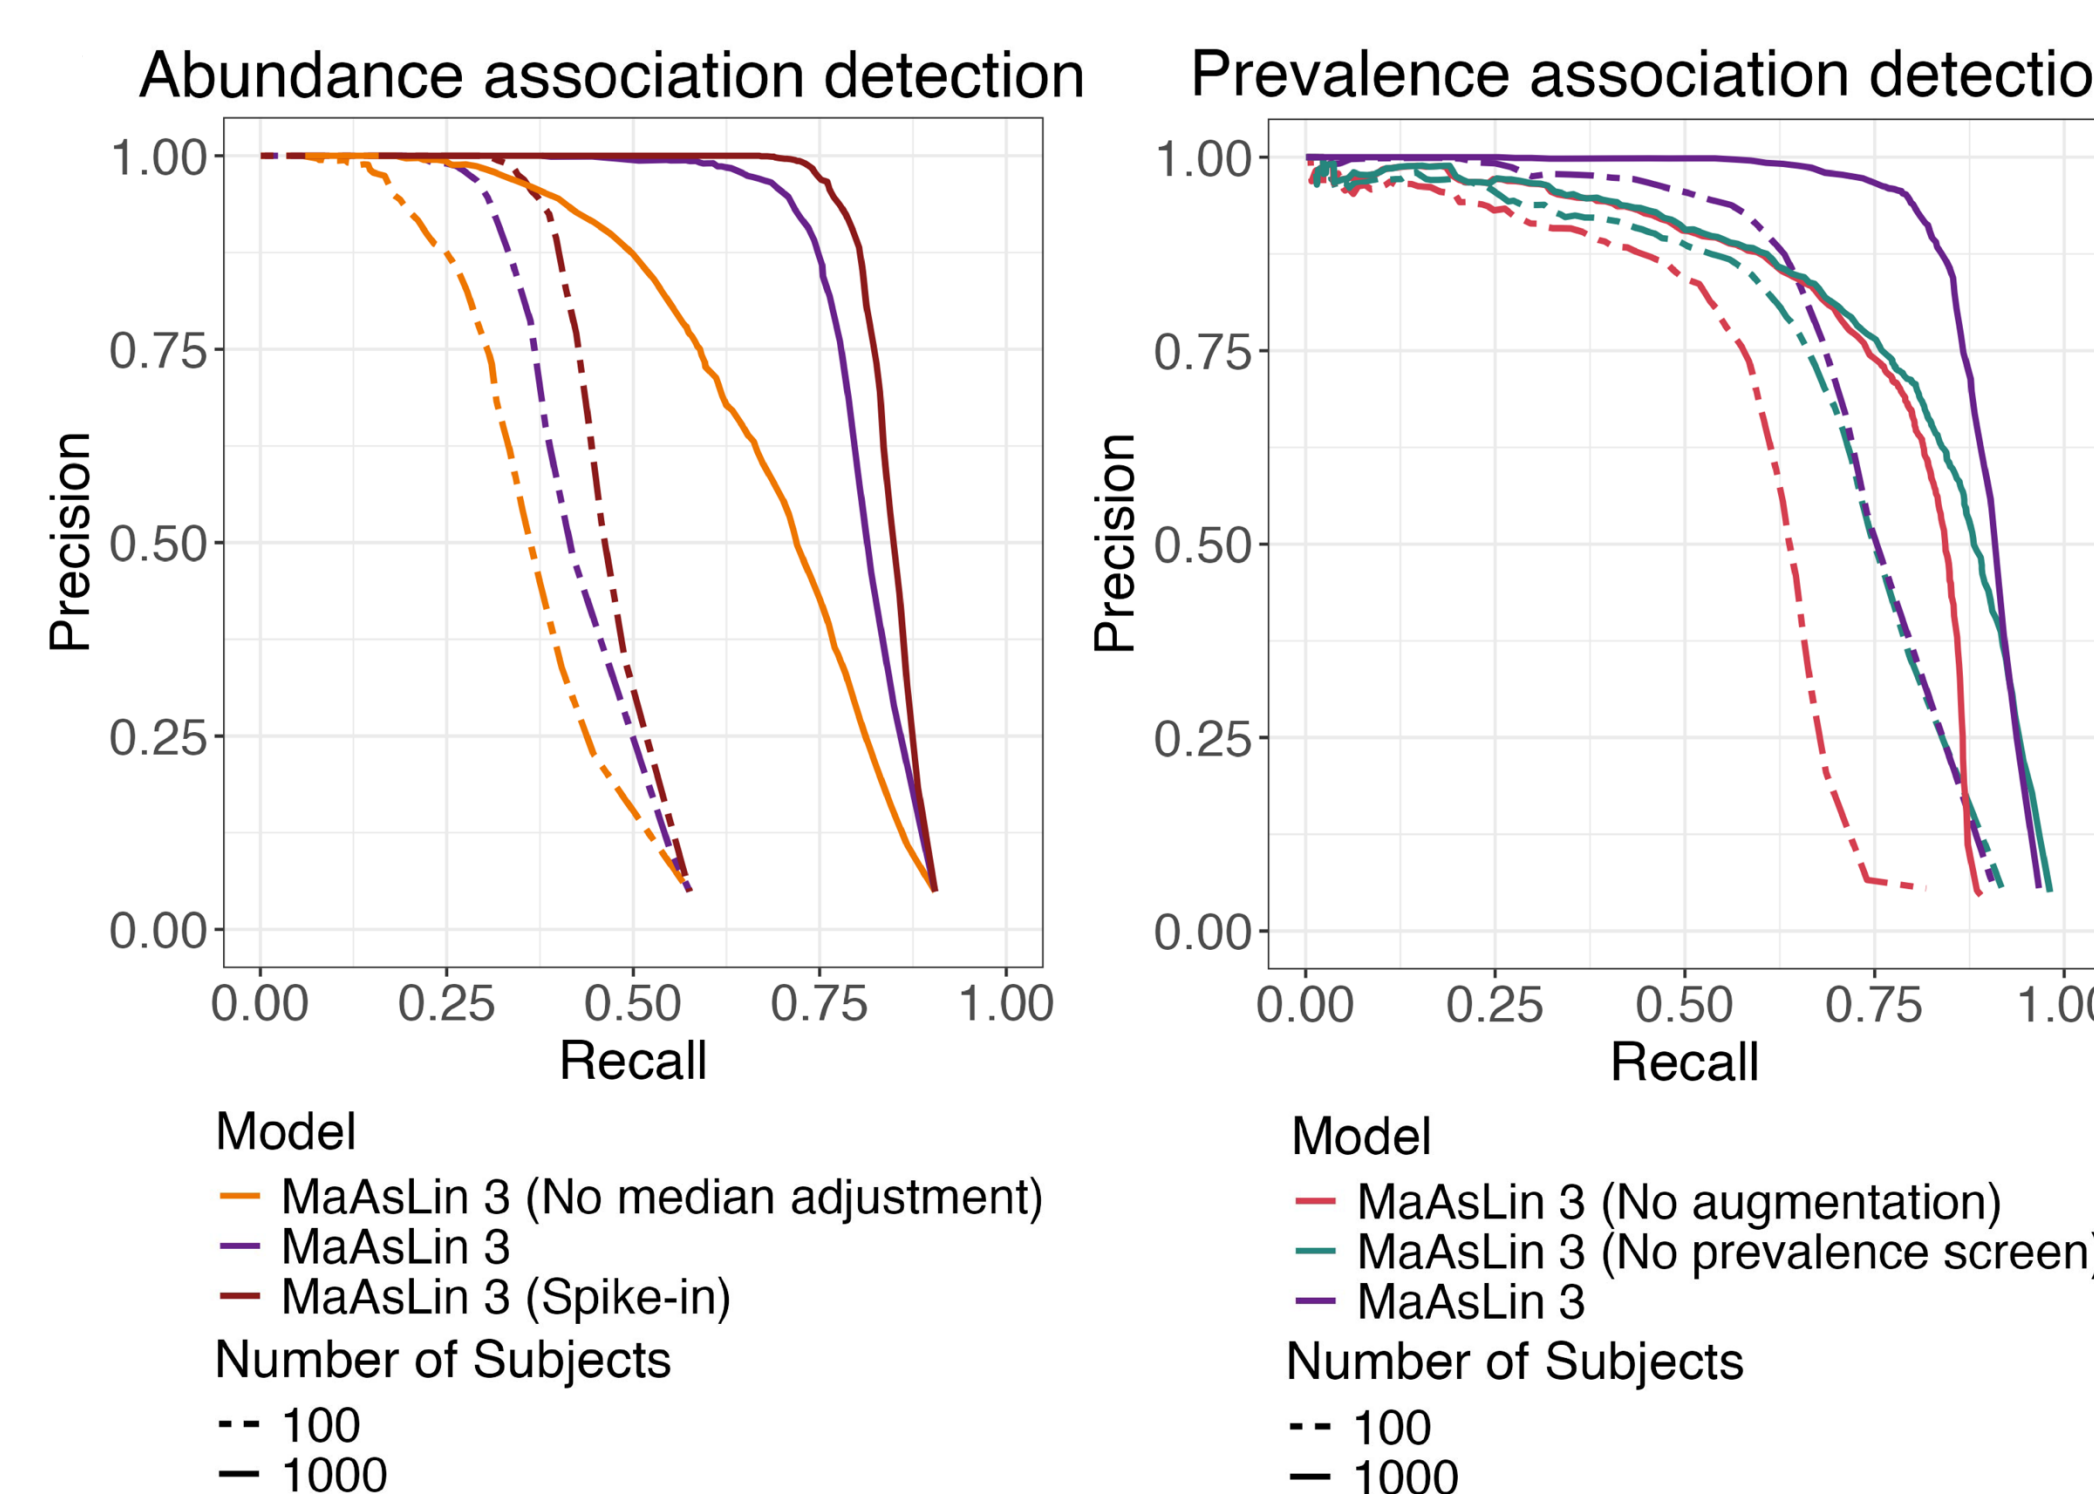 Abundance association detection
1.00
0.75
0.50
0.25
0.00
Precision
0.00 0.25 0.50 0.75 1.00
Recall
Model
MaAsLin 3 (No median adjustment)
MaAsLin 3
MaAsLin 3 (Spike-in)
Number of Subjects
100
1000
Prevalence association detectio
1.00
0.75
0.50
0.25
0.00
Precision
0.00 0.25 0.50 0.75 1.00
Recall
Model
MaAsLin 3 (No augmentation)
MaAsLin 3 (No prevalence screen)
MaAsLin 3
Number of Subjects
100
1000